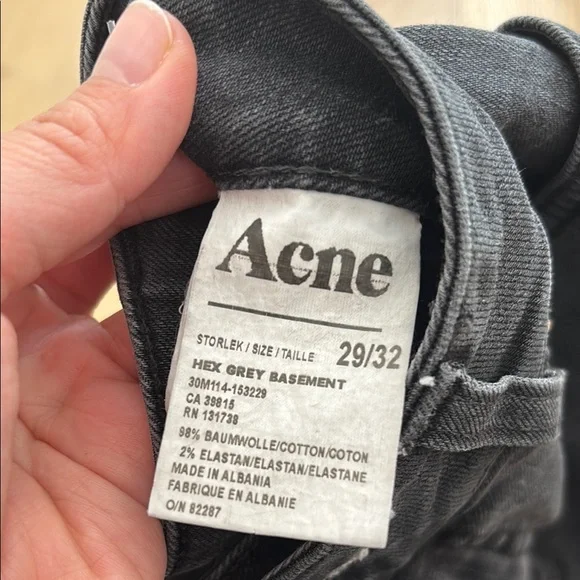 Acne
STORLEK / SIZE / TAILLE 29/32
HEX GREY BASEMENT
30M114-153229
CA 39815
RN 131738
98% BAUMWOLLE/COTTON/COTON
2% ELASTAN/ELASTAN/ELASTANE
MADE IN ALBANIA
FABRIQUE EN ALBANIE
O/N 82287